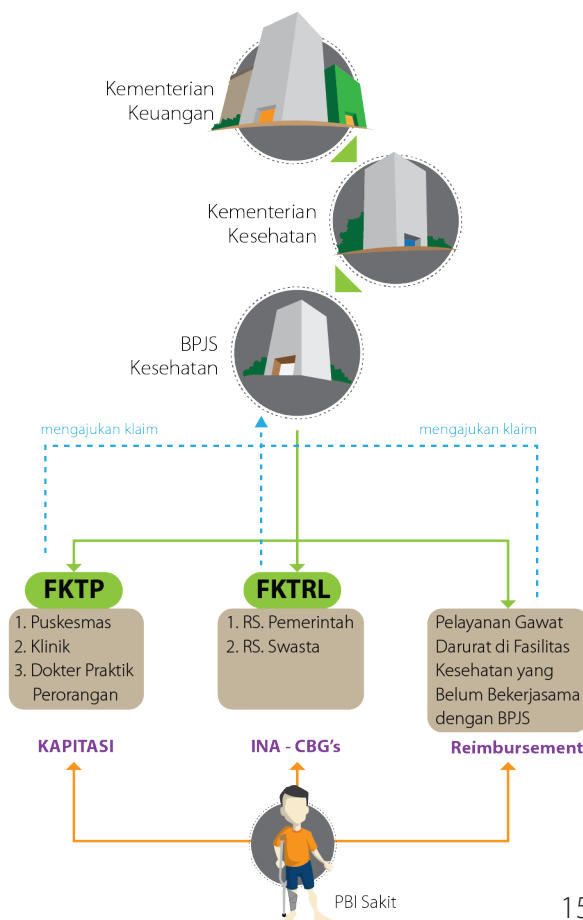 Kementerian
Keuangan
Kementerian
Kesehatan
BPJS
Kesehatan
mengajukan klaim
mengajukan klaim
FKTP
1. Puskesmas
2. Klinik
3. Dokter Praktik
Perorangan
FKTRL
1. RS. Pemerintah
2. RS. Swasta
Pelayanan Gawat
Darurat di Fasilitas
Kesehatan yang
Belum Bekerjasama
dengan BPJS
KAPITASI
INA - CBG's
Reimbursement
PBI Sakit
15